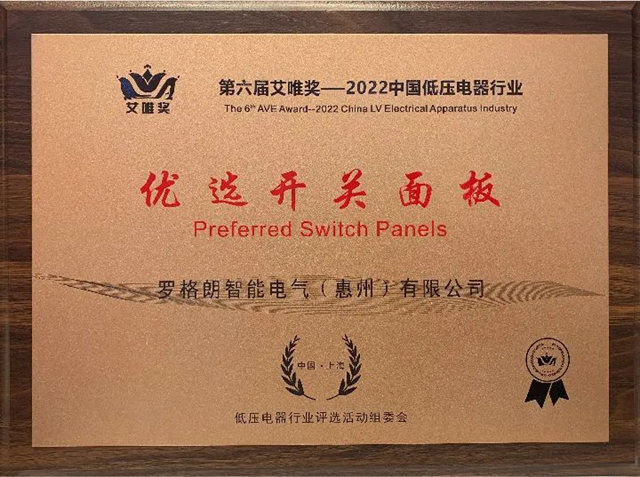 艾唯奖
第六届艾唯奖——2022中国低压电器行业
The 6th AVE Award--2022 China LV Electrical Apparatus Industry
优选开关面板
Preferred Switch Panels
罗格朗智能电气（惠州）有限公司
中国·上海
低压电器行业评选活动组委会